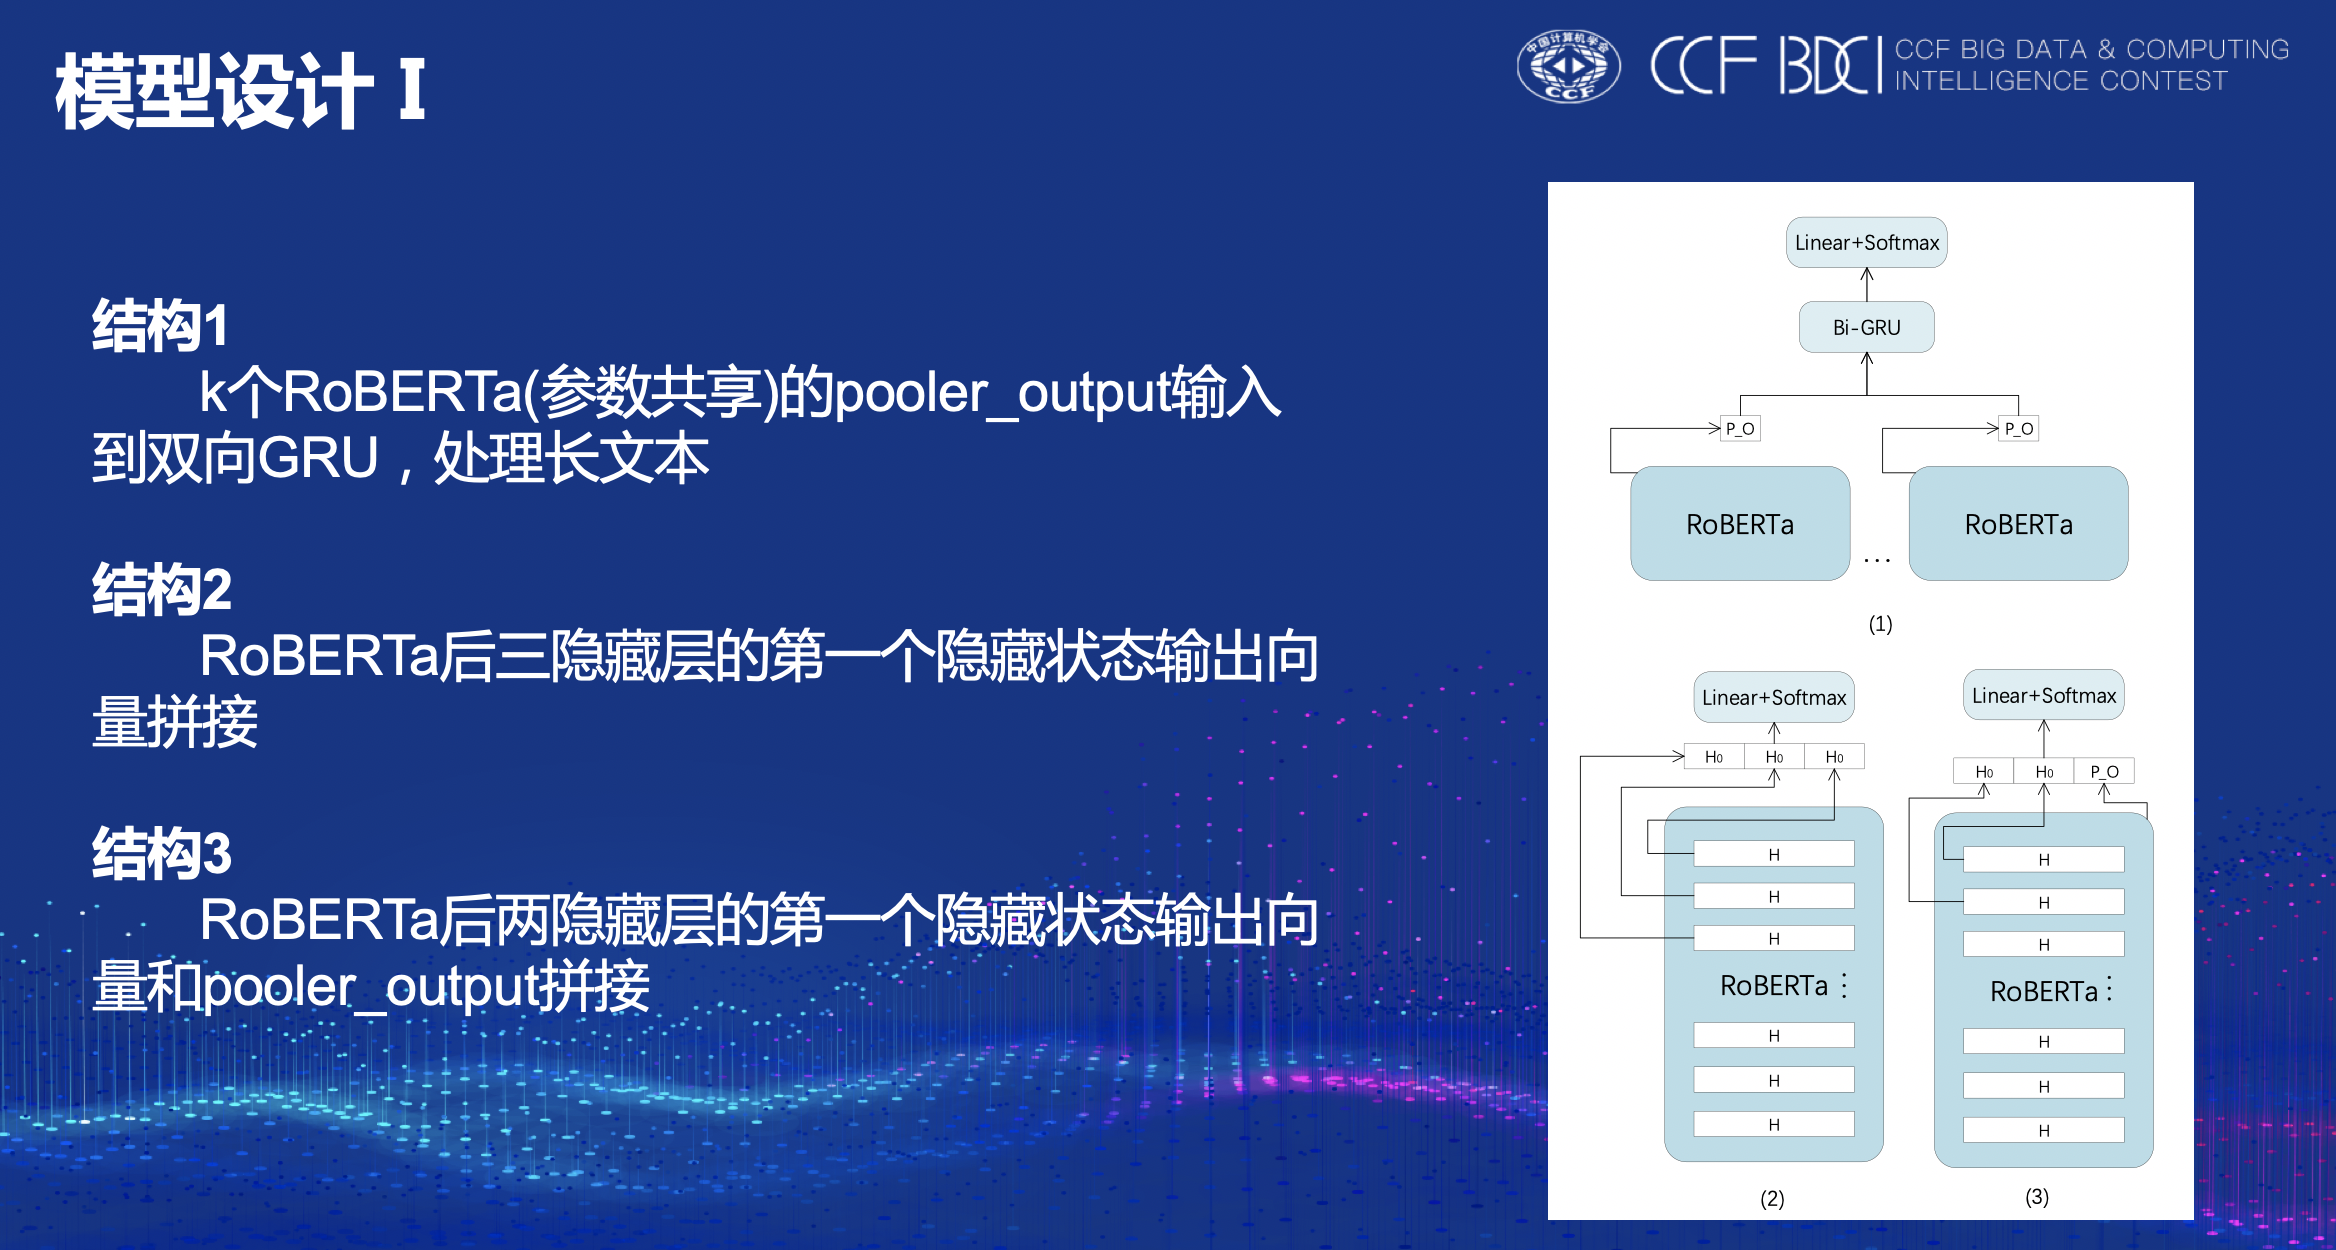 模型设计 I
中国计算机学会
CCF
CCF BDCI
CCF BIG DATA & COMPUTING
INTELLIGENCE CONTEST
结构1
k个RoBERTa(参数共享)的pooler_output输入
到双向GRU，处理长文本
结构2
RoBERTa后三隐藏层的第一个隐藏状态输出向
量拼接
结构3
RoBERTa后两隐藏层的第一个隐藏状态输出向
量和pooler_output拼接
Linear+Softmax
Bi-GRU
P_O P_O
RoBERTa ... RoBERTa
(1)
Linear+Softmax
H0 H0 H0
H
H
H
RoBERTa ⋮
H
H
H
(2)
Linear+Softmax
H0 H0 P_O
H
H
H
RoBERTa ⋮
H
H
H
(3)